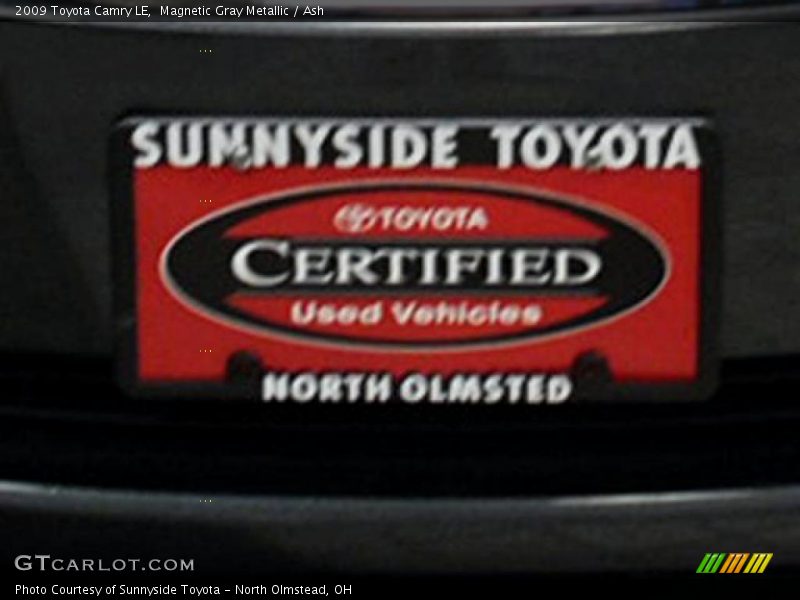 2009 Toyota Camry LE, Magnetic Gray Metallic / Ash
SUNNYSIDE TOYOTA
TOYOTA
CERTIFIED
Used Vehicles
NORTH OLMSTED
GTCARLOT.COM
Photo Courtesy of Sunnyside Toyota - North Olmstead, OH